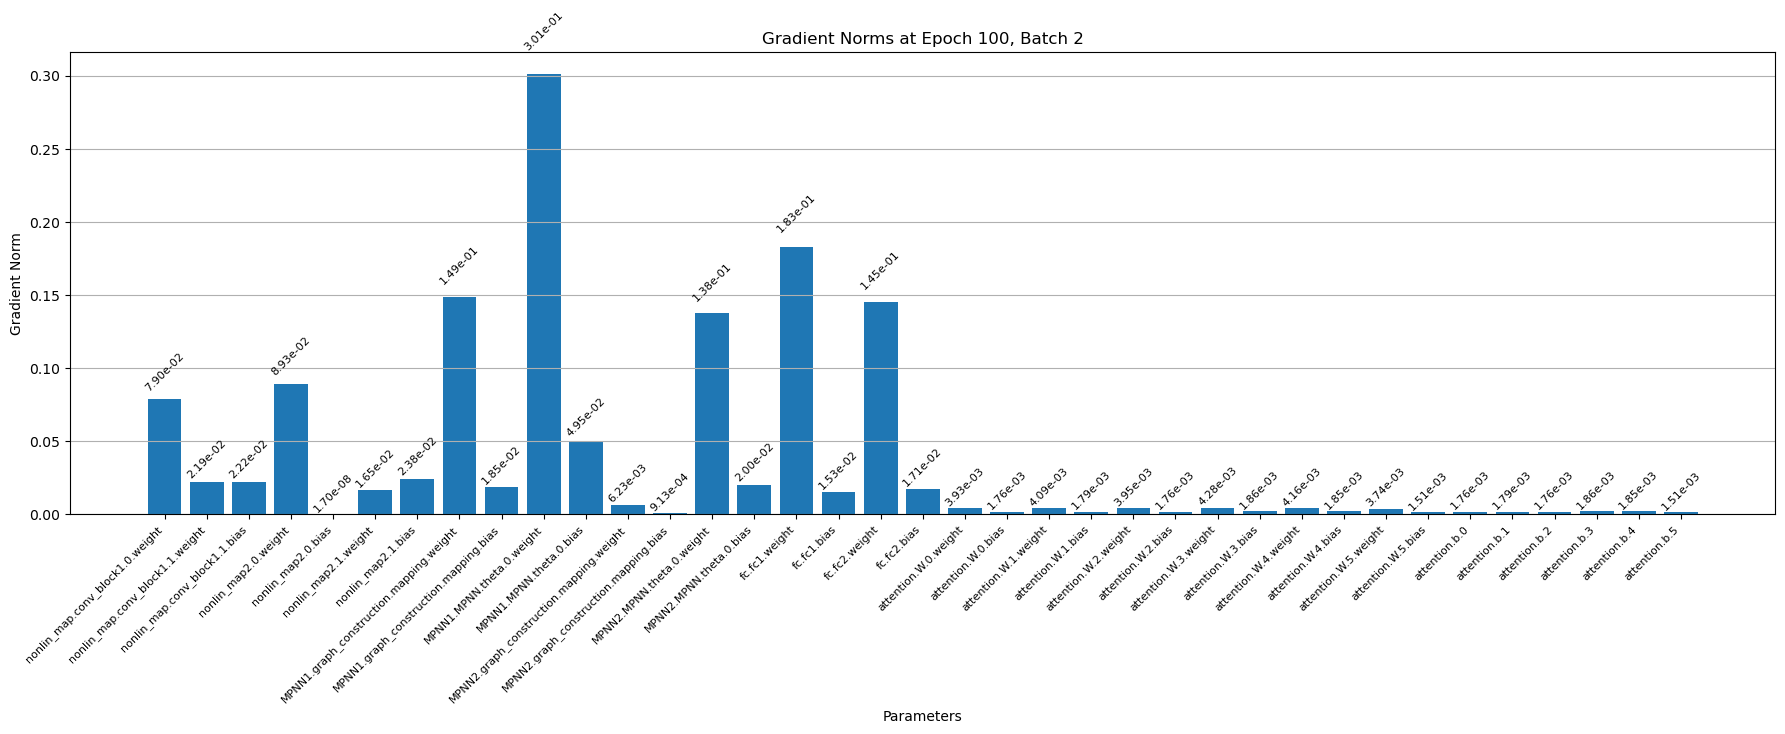 Gradient Norms at Epoch 100, Batch 2
Gradient Norm
0.30
0.25
0.20
0.15
0.10
0.05
0.00
7.90e-02
2.19e-02
2.22e-02
8.93e-02
1.70e-08
1.65e-02
2.38e-02
1.49e-01
1.85e-02
3.01e-01
4.95e-02
6.23e-03
9.13e-04
1.38e-01
2.00e-02
1.83e-01
1.53e-02
1.45e-01
1.71e-02
3.93e-03
1.76e-03
4.09e-03
1.79e-03
3.95e-03
1.76e-03
4.28e-03
1.86e-03
4.16e-03
1.85e-03
3.74e-03
1.51e-03
1.76e-03
1.79e-03
1.76e-03
1.86e-03
1.85e-03
1.51e-03
nonlin_map.conv_block1.0.weight
nonlin_map.conv_block1.1.weight
nonlin_map.conv_block1.1.bias
nonlin_map2.0.weight
nonlin_map2.0.bias
nonlin_map2.1.weight
nonlin_map2.1.bias
MPNN1.graph_construction.mapping.weight
MPNN1.graph_construction.mapping.bias
MPNN1.MPNN.theta.0.weight
MPNN1.MPNN.theta.0.bias
MPNN2.graph_construction.mapping.weight
MPNN2.graph_construction.mapping.bias
MPNN2.MPNN.theta.0.weight
MPNN2.MPNN.theta.0.bias
fc.fc1.weight
fc.fc1.bias
fc.fc2.weight
fc.fc2.bias
attention.W.0.weight
attention.W.0.bias
attention.W.1.weight
attention.W.1.bias
attention.W.2.weight
attention.W.2.bias
attention.W.3.weight
attention.W.3.bias
attention.W.4.weight
attention.W.4.bias
attention.W.5.weight
attention.W.5.bias
attention.b.0
attention.b.1
attention.b.2
attention.b.3
attention.b.4
attention.b.5
Parameters